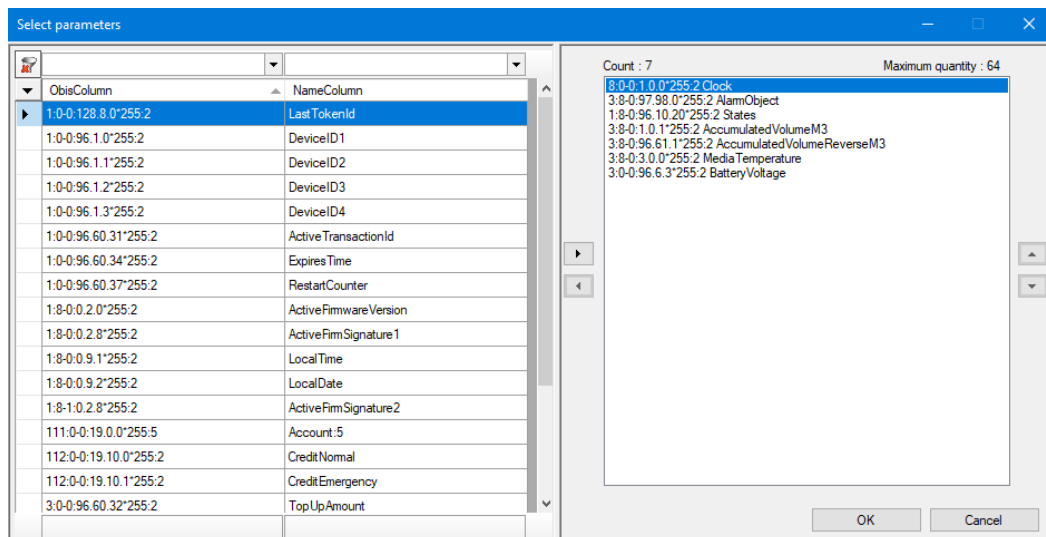 Select parameters
Count : 7 Maximum quantity : 64
ObisColumn NameColumn
1:0-0:128.8.0*255:2 LastTokenId
1:0-0:96.1.0*255:2 DeviceID1
1:0-0:96.1.1*255:2 DeviceID2
1:0-0:96.1.2*255:2 DeviceID3
1:0-0:96.1.3*255:2 DeviceID4
1:0-0:96.60.31*255:2 ActiveTransactionId
1:0-0:96.60.34*255:2 ExpiresTime
1:0-0:96.60.37*255:2 RestartCounter
1:8-0:0.2.0*255:2 ActiveFirmwareVersion
1:8-0:0.2.8*255:2 ActiveFirmSignature1
1:8-0:0.9.1*255:2 LocalTime
1:8-0:0.9.2*255:2 LocalDate
1:8-1:0.2.8*255:2 ActiveFirmSignature2
111:0-0:19.0.0*255:5 Account:5
112:0-0:19.10.0*255:2 CreditNormal
112:0-0:19.10.1*255:2 CreditEmergency
3:0-0:96.60.32*255:2 TopUpAmount
8:0-0:1.0.0*255:2 Clock
3:8-0:97.98.0*255:2 AlarmObject
1:8-0:96.10.20*255:2 States
3:8-0:1.0.1*255:2 AccumulatedVolumeM3
3:8-0:96.61.1*255:2 AccumulatedVolumeReverseM3
3:8-0:3.0.0*255:2 MediaTemperature
3:0-0:96.6.3*255:2 BatteryVoltage
OK Cancel